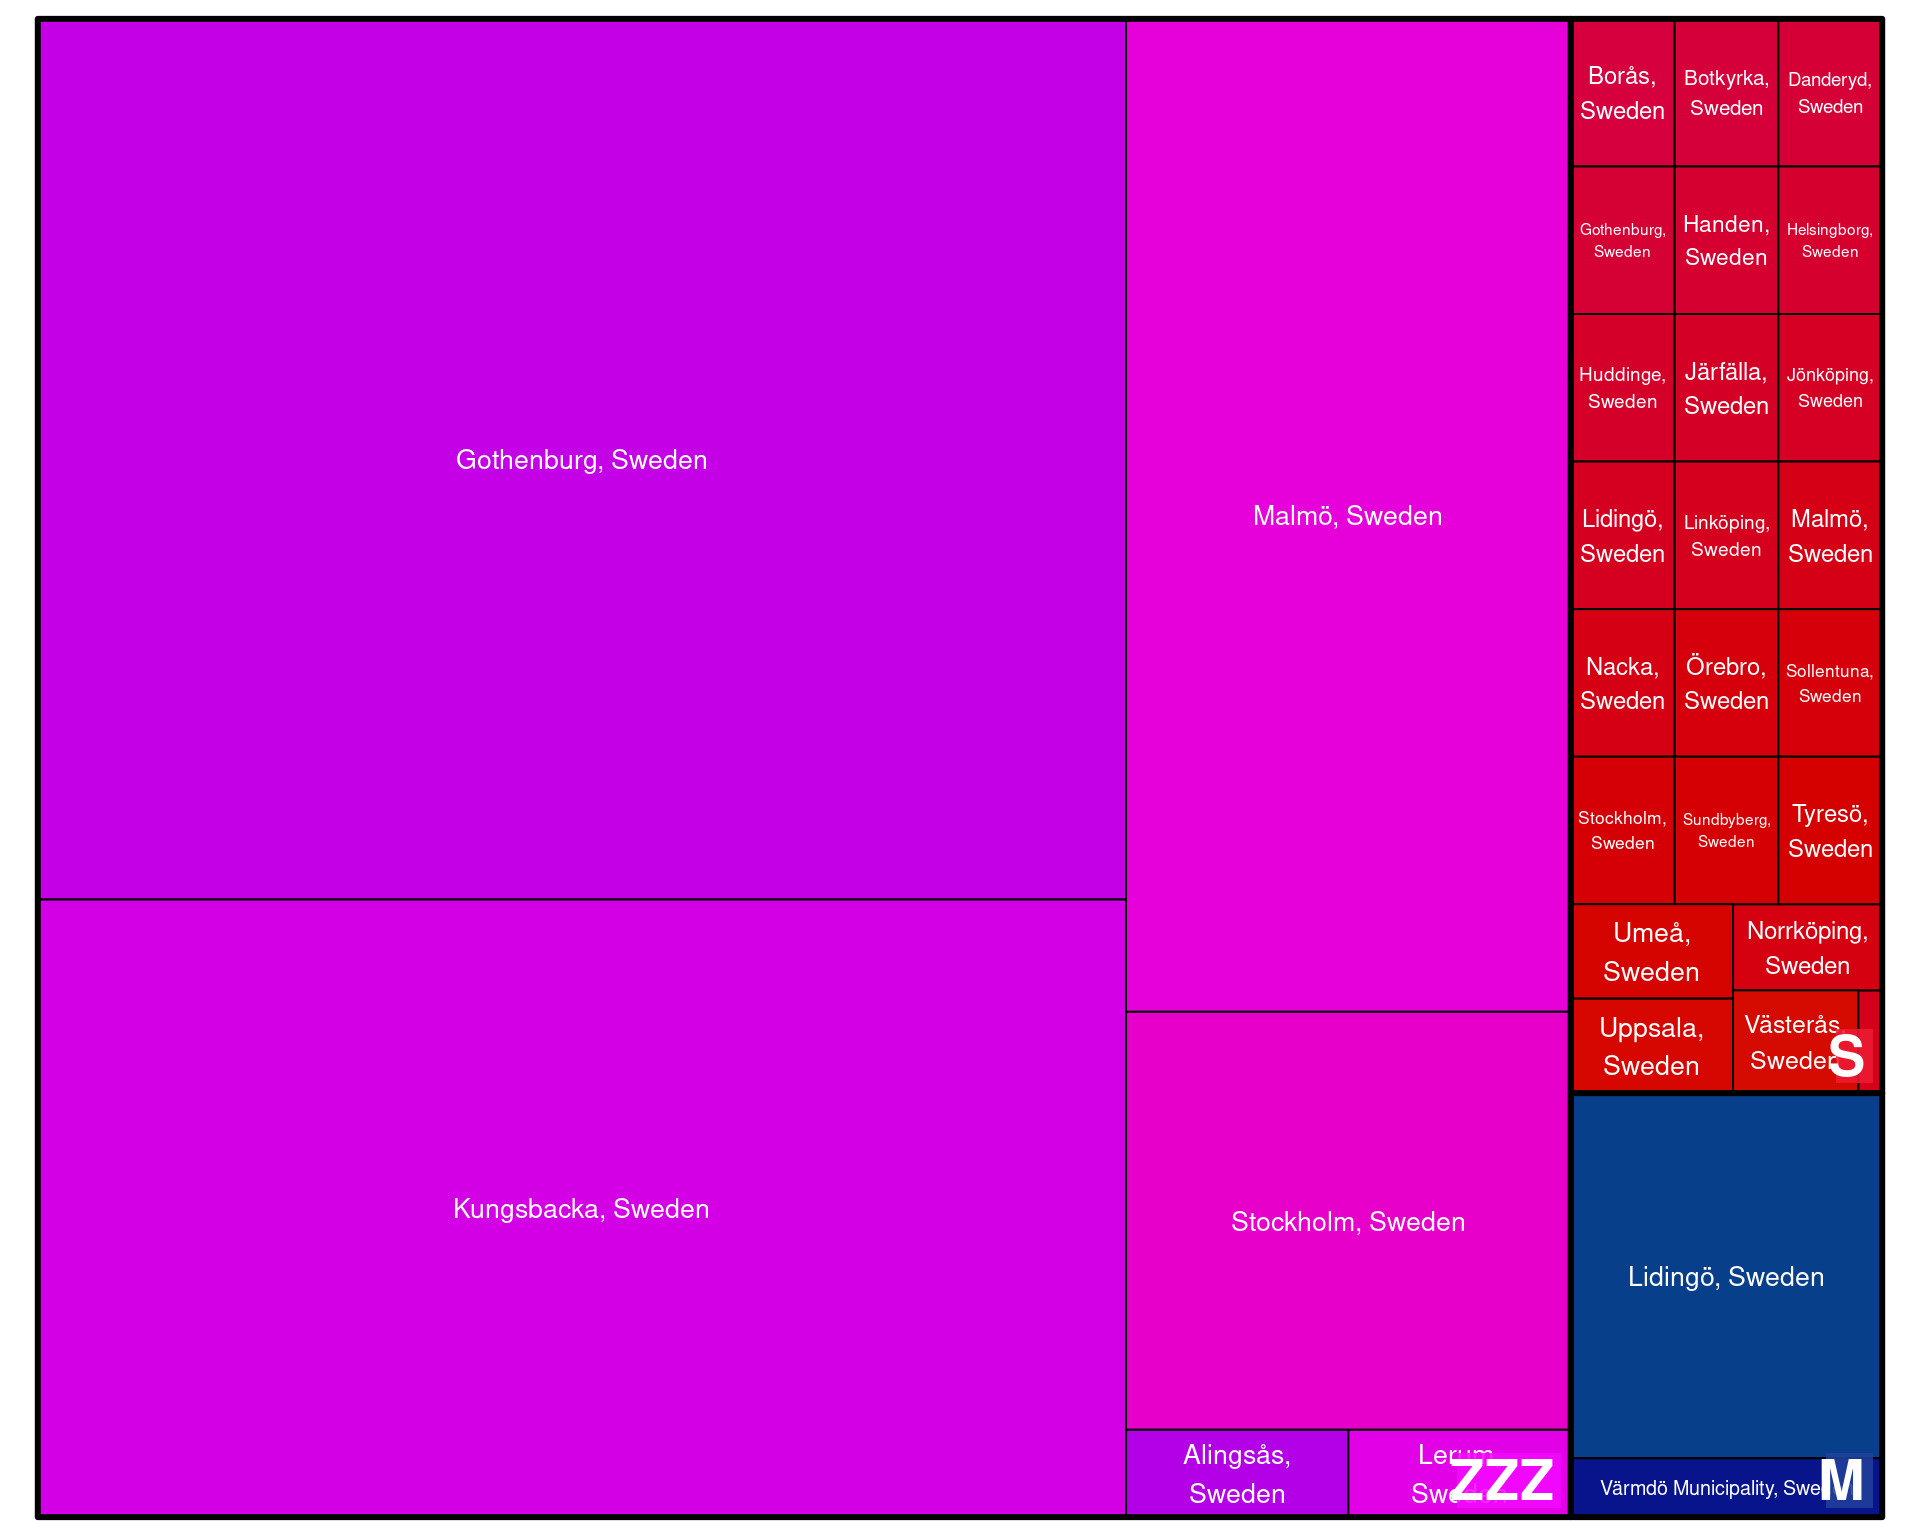 Gothenburg, Sweden
Kungsbacka, Sweden
Malmö, Sweden
Stockholm, Sweden
Alingsås,
Sweden
Lerum
Sweden
ZZZ
Borås,
Sweden
Botkyrka,
Sweden
Danderyd,
Sweden
Gothenburg,
Sweden
Handen,
Sweden
Helsingborg,
Sweden
Huddinge,
Sweden
Järfälla,
Sweden
Jönköping,
Sweden
Lidingö,
Sweden
Linköping,
Sweden
Malmö,
Sweden
Nacka,
Sweden
Örebro,
Sweden
Sollentuna,
Sweden
Stockholm,
Sweden
Sundbyberg,
Sweden
Tyresö,
Sweden
Umeå,
Sweden
Norrköping,
Sweden
Uppsala,
Sweden
Västerås,
Sweden
S
Lidingö, Sweden
Värmdö Municipality, Swe
M